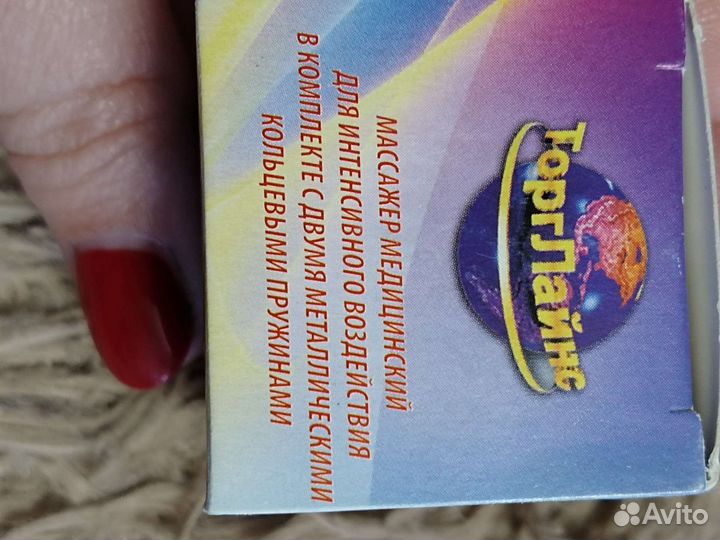 ТоргЛайнс
МАССАЖЕР МЕДИЦИНСКИЙ
ДЛЯ ИНТЕНСИВНОГО ВОЗДЕЙСТВИЯ
В КОМПЛЕКТЕ С ДВУМЯ МЕТАЛЛИЧЕСКИМИ
КОЛЬЦЕВЫМИ ПРУЖИНАМИ
Avito